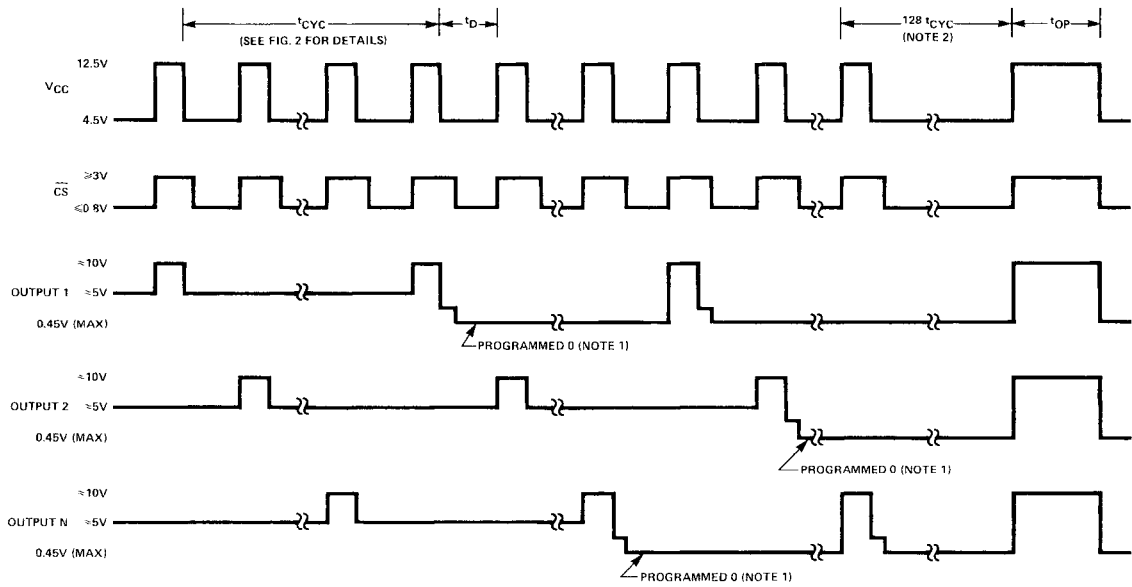 tCYC
(SEE FIG. 2 FOR DETAILS)
tD
128 tCYC
(NOTE 2)
tOP
12.5V
VCC
4.5V
≥3V
CS
≤0.8V
≈10V
OUTPUT 1 ≈5V
0.45V (MAX)
PROGRAMMED 0 (NOTE 1)
≈10V
OUTPUT 2 ≈5V
0.45V (MAX)
PROGRAMMED 0 (NOTE 1)
≈10V
OUTPUT N ≈5V
0.45V (MAX)
PROGRAMMED 0 (NOTE 1)